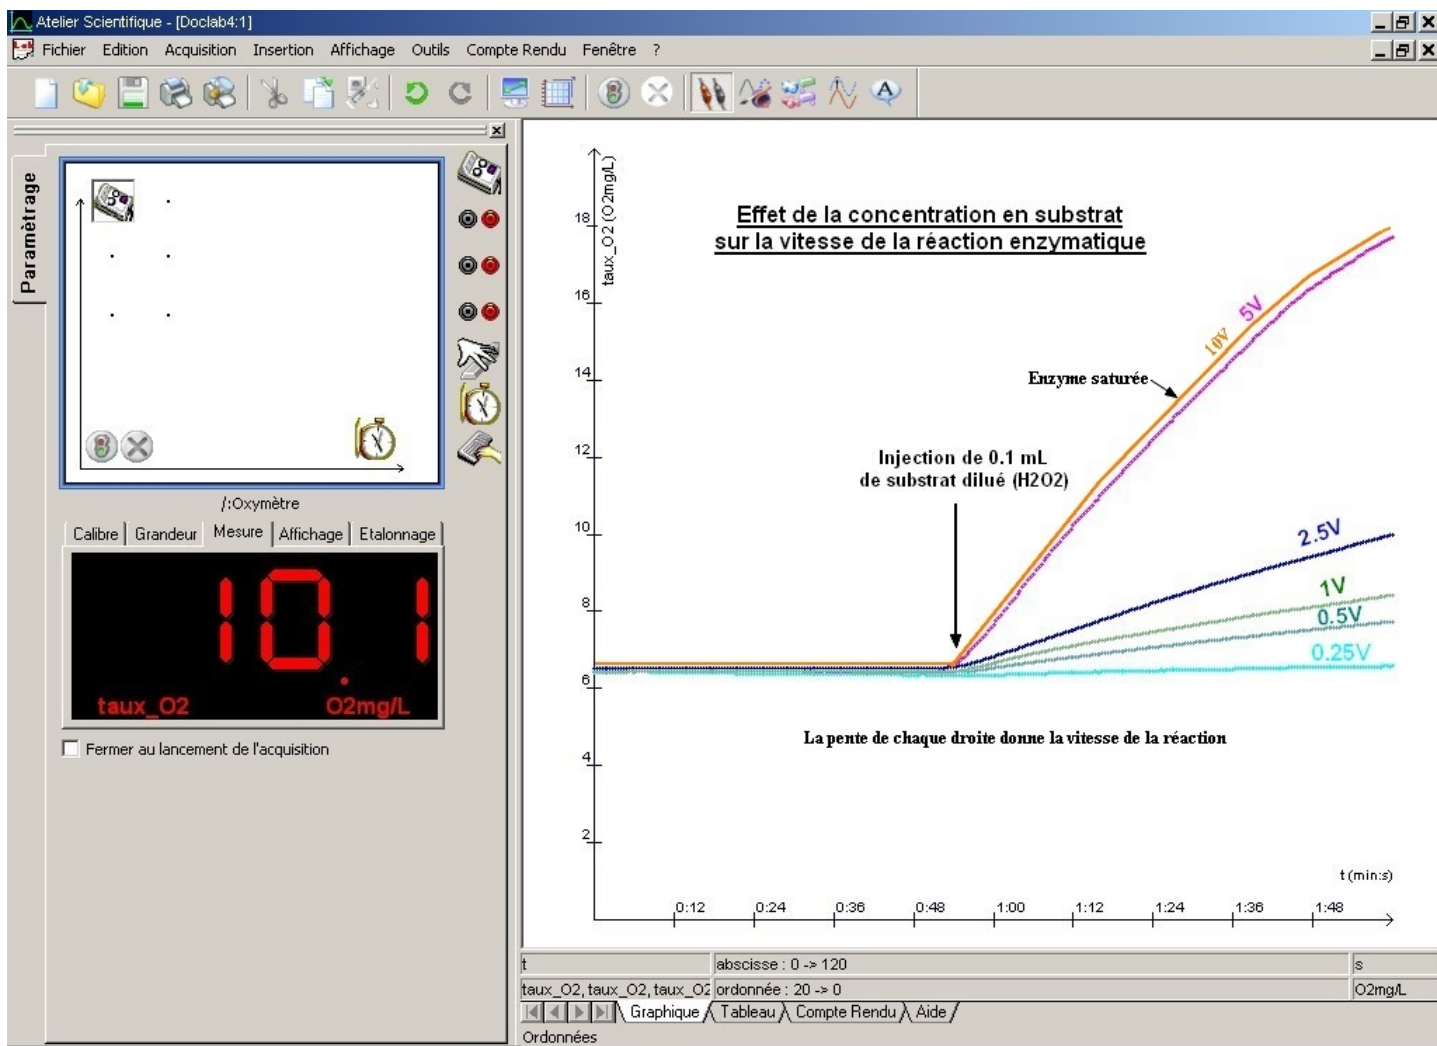 Atelier Scientifique - [Doclab4:1]
Fichier Edition Acquisition Insertion Affichage Outils Compte Rendu Fenêtre ?
Paramètrage
/:Oxymètre
Calibre Grandeur Mesure Affichage Etalonnage
10.1
taux_O2 O2mg/L
Fermer au lancement de l'acquisition
taux_O2 (O2mg/L)
Effet de la concentration en substrat
sur la vitesse de la réaction enzymatique
18
16
14
12
10
8
6
4
2
5V
10V
Enzyme saturée
Injection de 0.1 mL
de substrat dilué (H2O2)
2.5V
1V
0.5V
0.25V
La pente de chaque droite donne la vitesse de la réaction
t (min:s)
0:12 0:24 0:36 0:48 1:00 1:12 1:24 1:36 1:48
t abscisse : 0 -> 120 s
taux_O2, taux_O2, taux_O2 ordonnée : 20 -> 0 O2mg/L
Graphique Tableau Compte Rendu Aide
Ordonnées